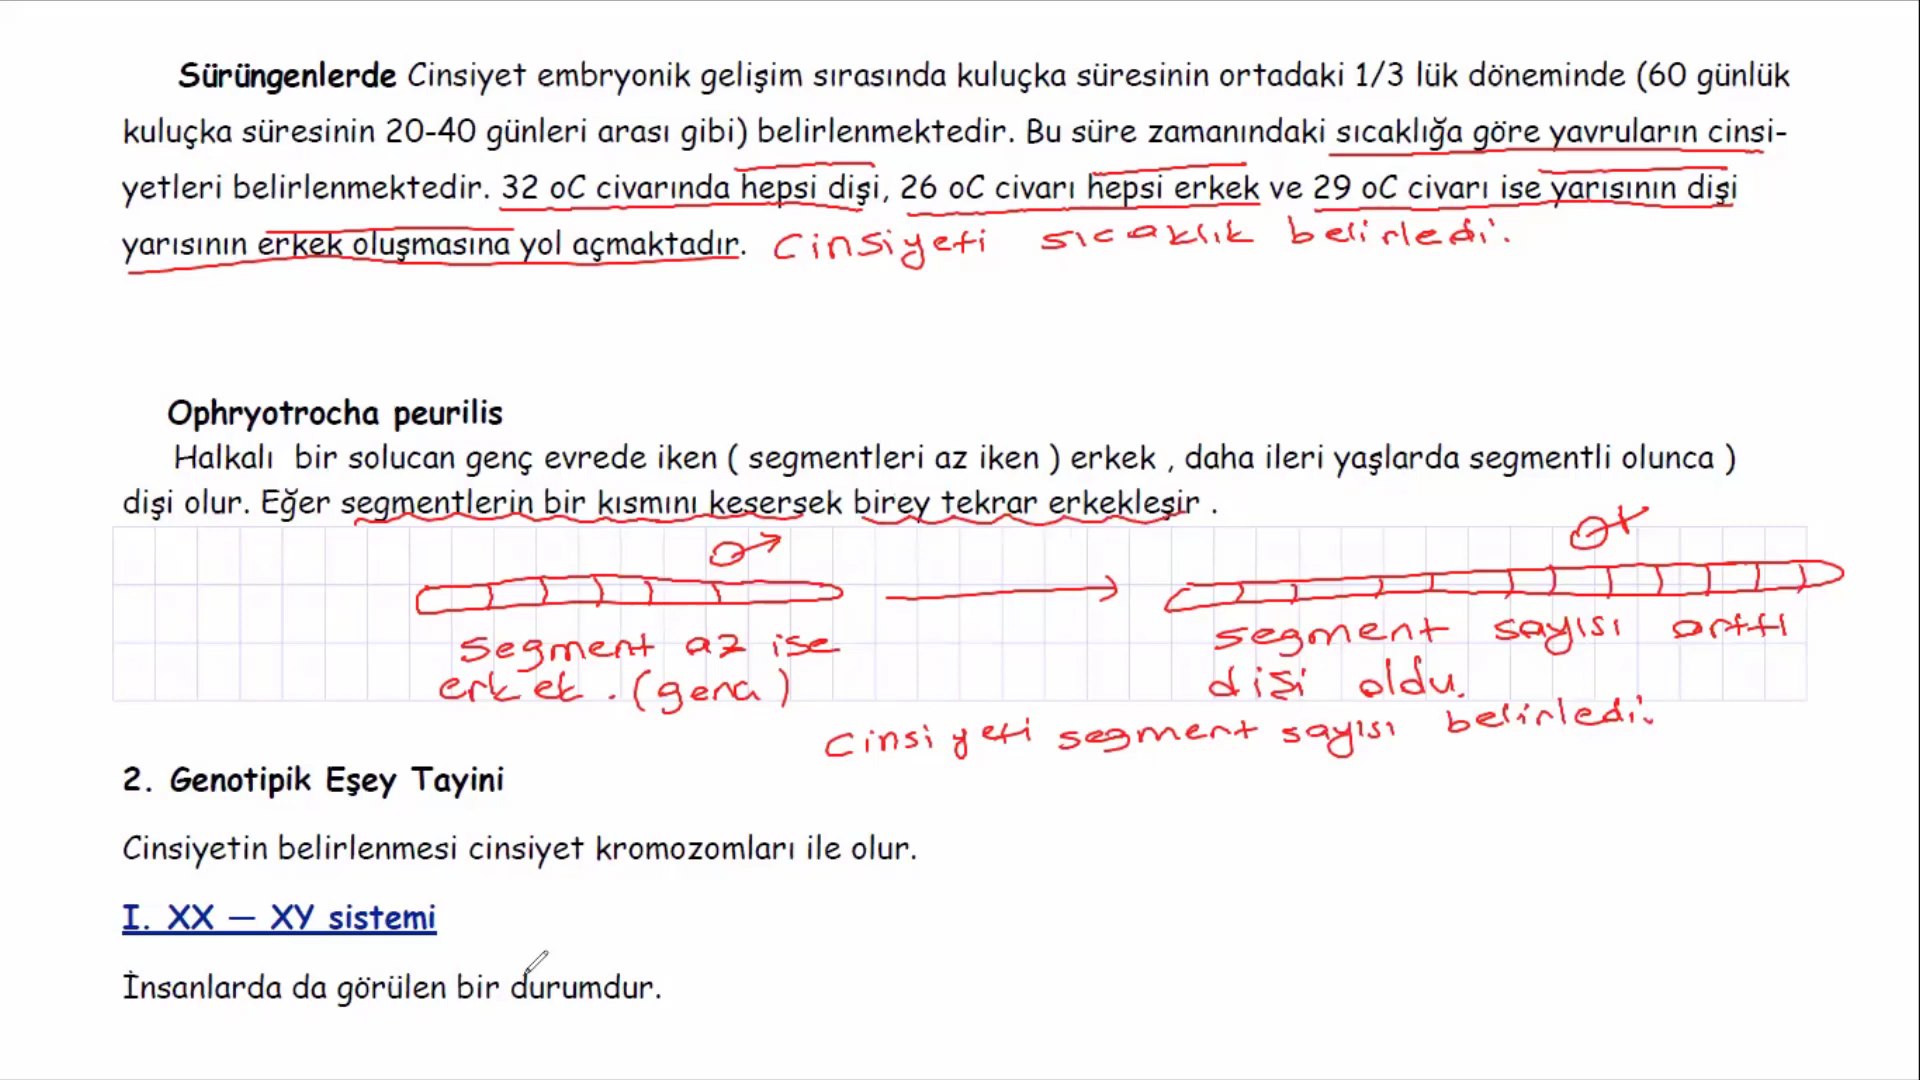 Sürüngenlerde Cinsiyet embryonik gelişim sırasında kuluçka süresinin ortadaki 1/3 lük döneminde (60 günlük
kuluçka süresinin 20-40 günleri arası gibi) belirlenmektedir. Bu süre zamanındaki sıcaklığa göre yavruların cinsi-
yetleri belirlenmektedir. 32 oC civarında hepsi dişi, 26 oC civarı hepsi erkek ve 29 oC civarı ise yarısının dişi
yarısının erkek oluşmasına yol açmaktadır. Cinsiyeti sıcaklık belirledi.
Ophryotrocha peurilis
Halkalı bir solucan genç evrede iken ( segmentleri az iken ) erkek , daha ileri yaşlarda segmentli olunca )
dişi olur. Eğer segmentlerin bir kısmını kesersek birey tekrar erkekleşir .
segment az ise
erkek . (genç)
segment sayısı arttı
dişi oldu.
Cinsiyeti segment sayısı belirledi.
2. Genotipik Eşey Tayini
Cinsiyetin belirlenmesi cinsiyet kromozomları ile olur.
I. XX — XY sistemi
İnsanlarda da görülen bir durumdur.